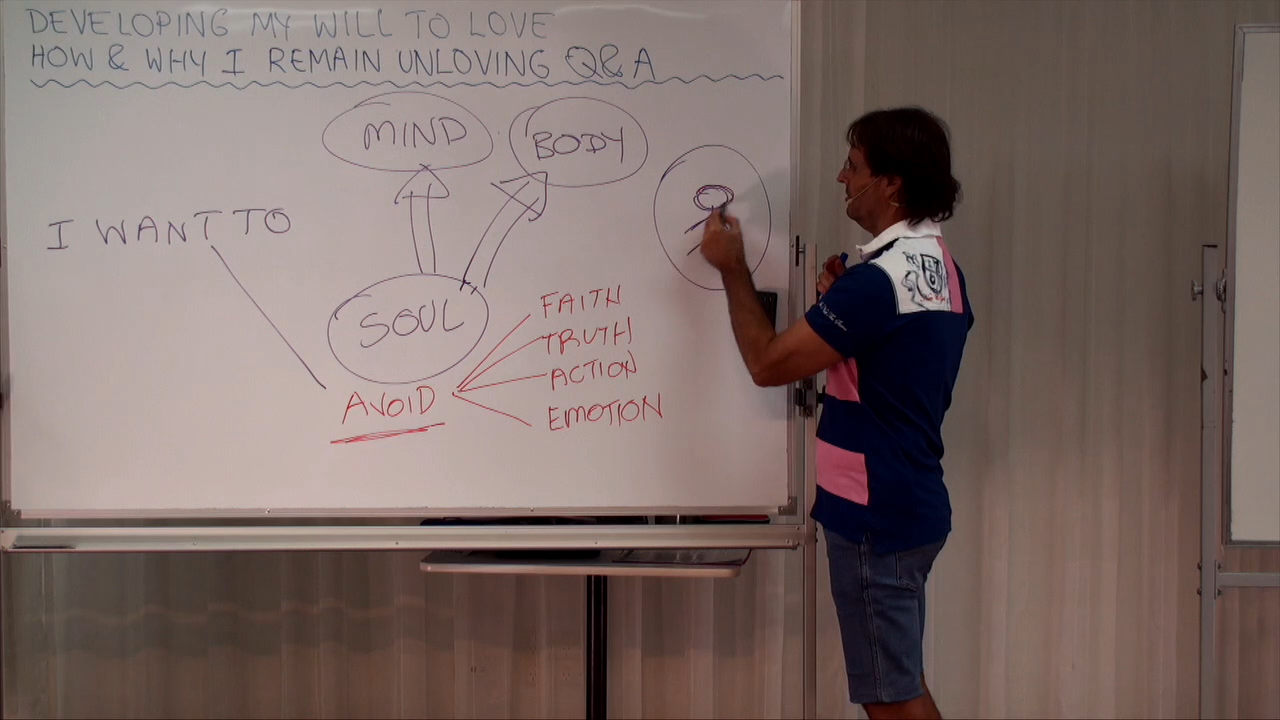 DEVELOPING MY WILL TO LOVE
HOW & WHY I REMAIN UNLOVING Q&A
MIND
BODY
I WANT TO
SOUL
FAITH
TRUTH
ACTION
AVOID
EMOTION